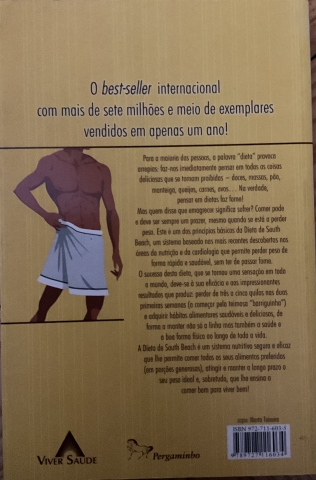 O best-seller internacional
com mais de sete milhões e meio de exemplares
vendidos em apenas um ano!
Para a maioria das pessoas, a palavra "dieta" provoca
arrepios: faz-nos imediatamente pensar em todas as coisas
deliciosas que se tornam proibidas – doces, massas, pão,
manteiga, queijos, carnes, ovos... Na verdade,
pensar em dietas faz fome!
Mas quem disse que emagrecer significa sofrer? Comer pode
e deve ser sempre um prazer, mesmo quando se está a perder
peso. Este é um dos princípios básicos da Dieta de South
Beach, um sistema baseado nas mais recentes descobertas nas
áreas da nutrição e da cardiologia que permite perder peso de
forma rápida e saudável, sem ter de passar fome.
O sucesso desta dieta, que se tornou uma sensação em todo
o mundo, deve-se à sua eficácia e aos impressionantes
resultados que produz: perder de três a cinco quilos nas duas
primeiras semanas (a começar pela teimosa "barriguinha")
e adquirir hábitos alimentares saudáveis e deliciosos, de
forma a manter não só a linha mas também a saúde e
a boa forma física ao longo de toda a vida.
A Dieta de South Beach é um sistema nutritivo seguro e eficaz
que lhe permite comer todos os seus alimentos preferidos
(em porções generosas), atingir e manter a longo prazo o
seu peso ideal e, sobretudo, que lhe ensina a
comer bem para viver bem!
capa:
ISBN 972-711-603-5
9789727116034
VIVER SAÚDE
Pergaminho